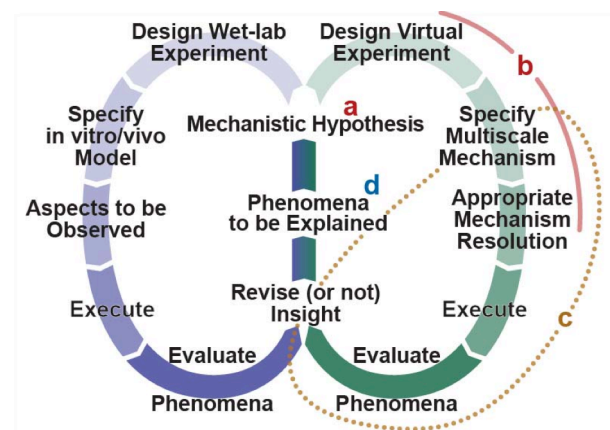 Design Wet-lab
Experiment
Design Virtual
Experiment
b
a
Specify
in vitro/vivo
Model
Mechanistic Hypothesis
Specify
Multiscale
Mechanism
d
Aspects to be
Observed
Phenomena
to be Explained
Appropriate
Mechanism
Resolution
Revise (or not)
Insight
Execute
Execute
c
Evaluate
Evaluate
Phenomena
Phenomena